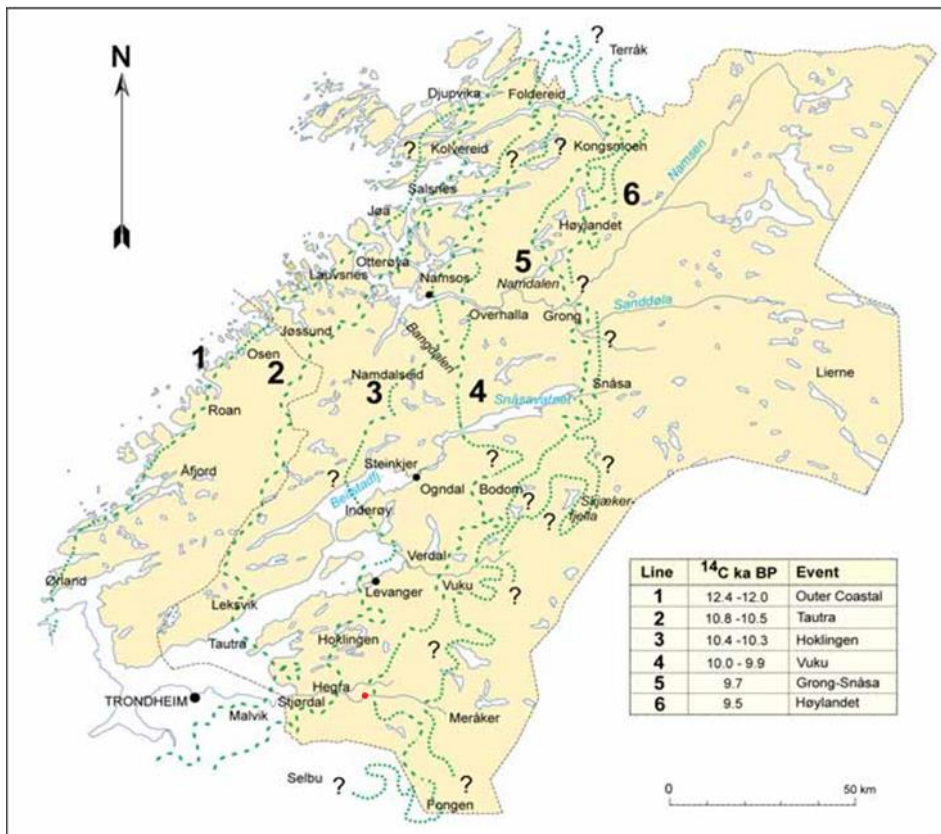 N
?
Terråk
Djupvika
Foldereid
?
Kolvereid
?
?
Kongsmoen
Namsen
Salsnes
6
Jøa
Høylandet
Otterøya
5
Lauvsnes
Namsos
Namdalen
?
Sanddøla
Overhalla
Grong
Jøssund
Bangdalen
?
1
Osen
2
Namdalseid
3
4
Snåsa
Lierne
Snåsavatnet
Roan
Steinkjer
?
?
?
Åfjord
Beistadfj.
Ogndal
Bodom
?
Skjæker-
fjella
?
Inderøy
Verdal
Ørland
Levanger
Vuku
?
Leksvik
Tautra
Hoklingen
?
Hegra
TRONDHEIM
Stjørdal
Malvik
Meråker
Selbu
?
?
Fongen
Line 14C ka BP Event
1 12.4 -12.0 Outer Coastal
2 10.8 -10.5 Tautra
3 10.4 -10.3 Hoklingen
4 10.0 - 9.9 Vuku
5 9.7 Grong-Snåsa
6 9.5 Høylandet
0 50 km